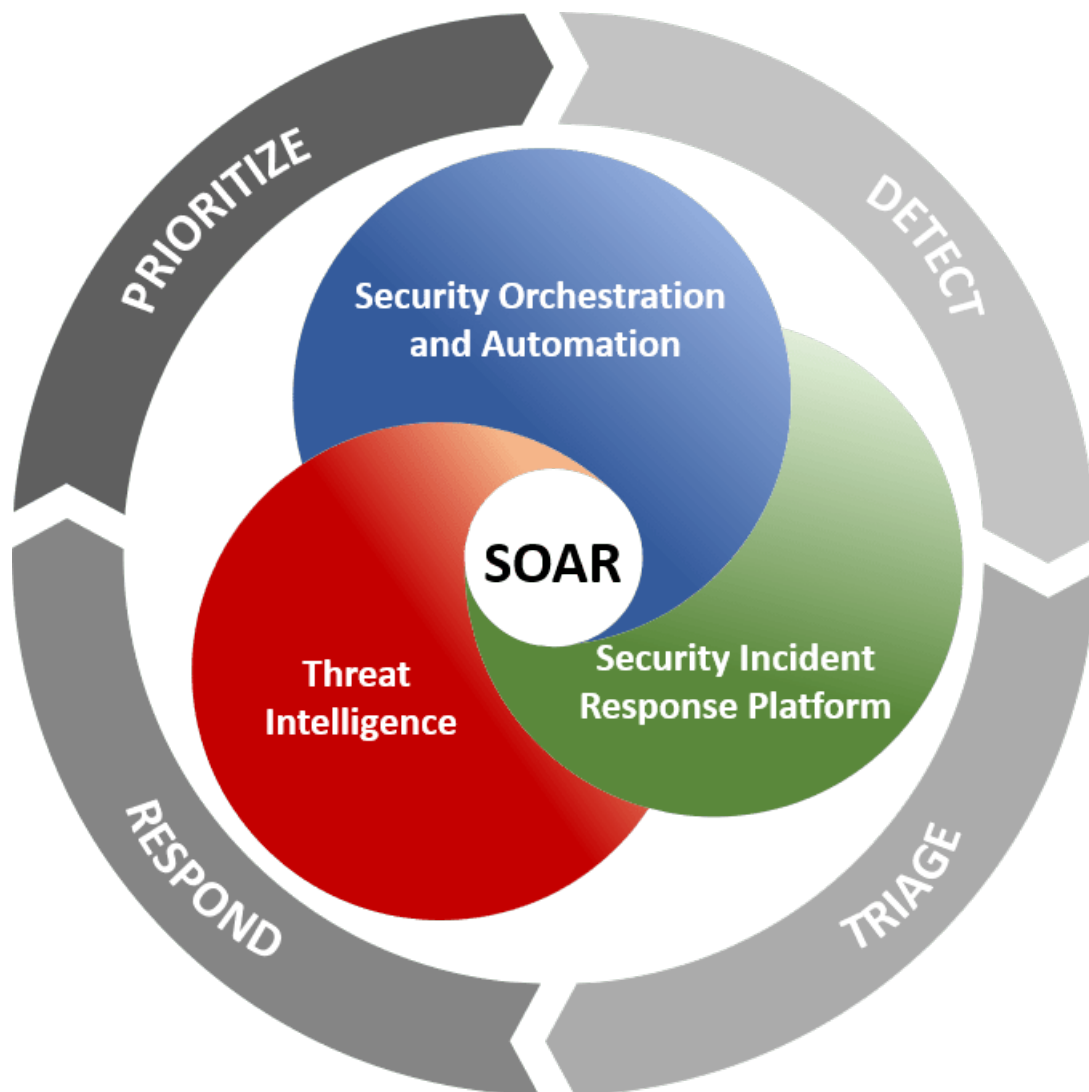 PRIORITIZE
DETECT
Security Orchestration
and Automation
SOAR
Threat
Intelligence
Security Incident
Response Platform
RESPOND
TRIAGE